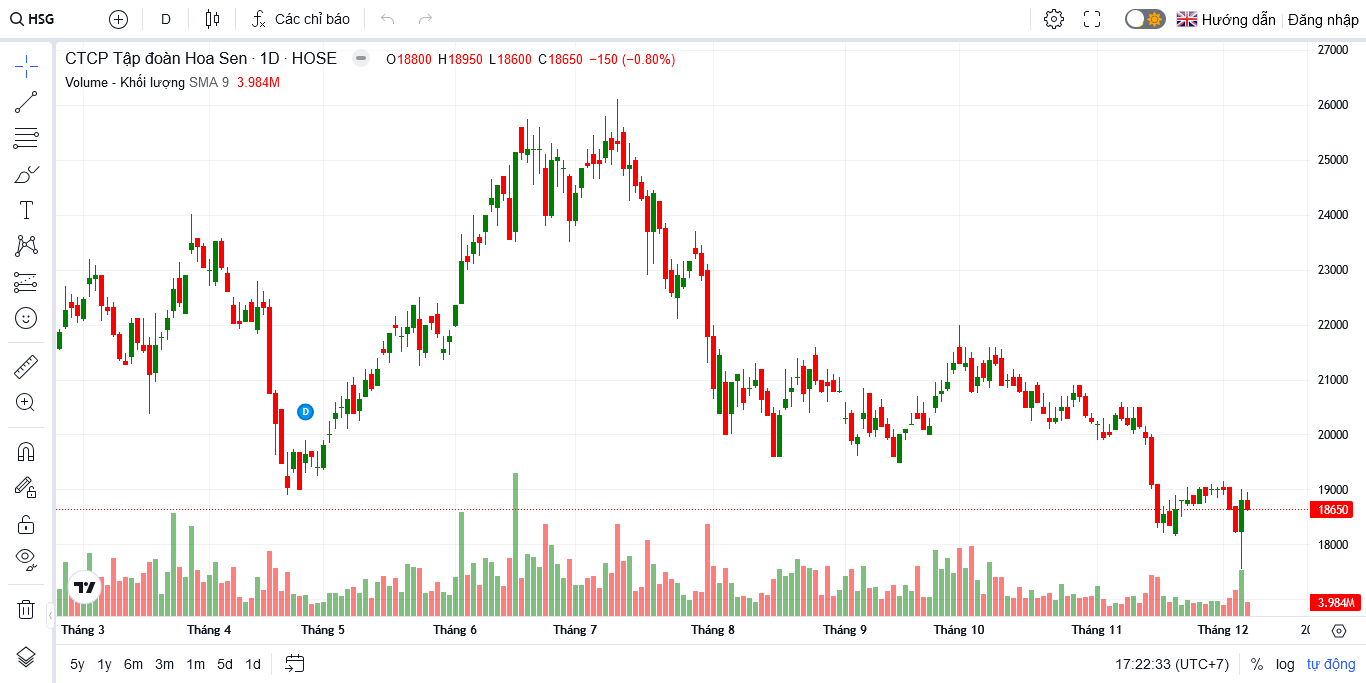 HSG D Các chỉ báo Hướng dẫn Đăng nhập
CTCP Tập đoàn Hoa Sen · 1D · HOSE O18800 H18950 L18600 C18650 −150 (−0.80%)
Volume - Khối lượng SMA 9 3.984M
27000
26000
25000
24000
23000
22000
21000
20000
19000
18650
18000
3.984M
D
Tháng 3 Tháng 4 Tháng 5 Tháng 6 Tháng 7 Tháng 8 Tháng 9 Tháng 10 Tháng 11 Tháng 12
5y 1y 6m 3m 1m 5d 1d 17:22:33 (UTC+7) % log tự động